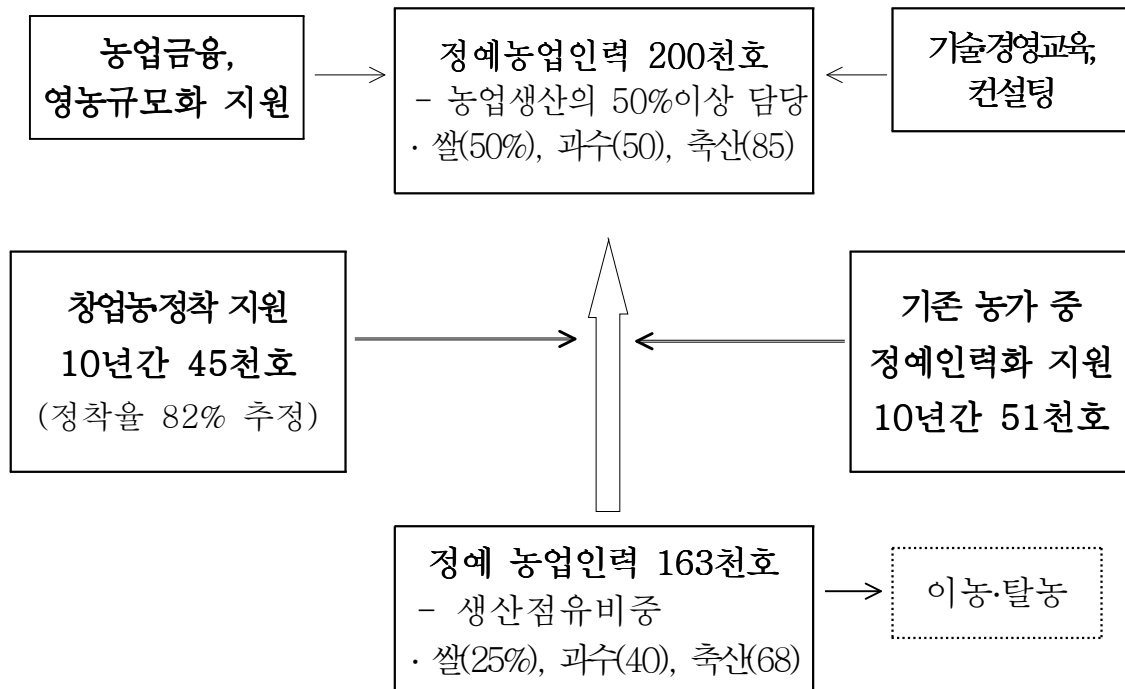 농업금융,
영농규모화 지원
정예농업인력 200천호
- 농업생산의 50%이상 담당
· 쌀(50%), 과수(50), 축산(85)
기술·경영교육,
컨설팅
창업농·정착 지원
10년간 45천호
(정착율 82% 추정)
기존 농가 중
정예인력화 지원
10년간 51천호
정예 농업인력 163천호
- 생산점유비중
· 쌀(25%), 과수(40), 축산(68)
이농·탈농